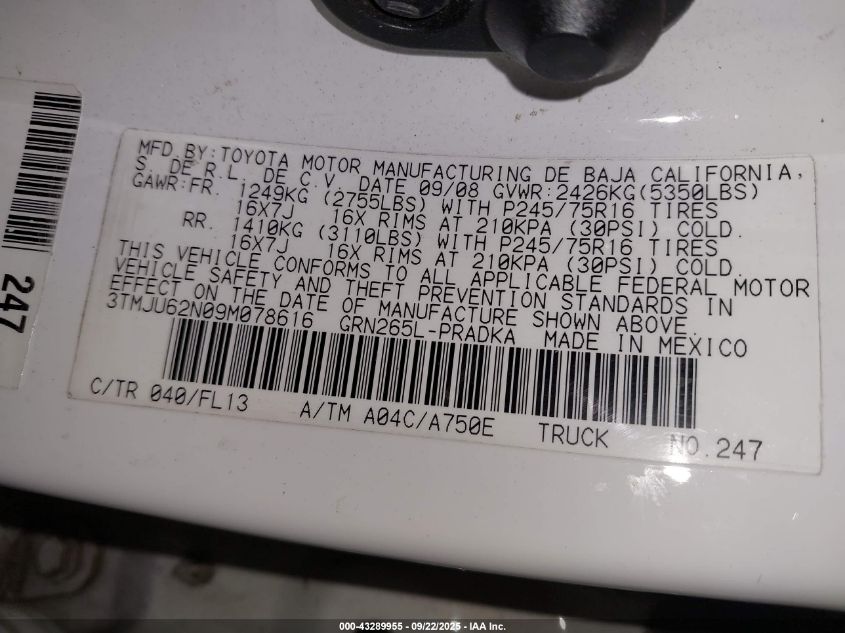 MFD. BY: TOYOTA MOTOR MANUFACTURING DE BAJA CALIFORNIA,
S. DE R.L. DE C.V. DATE 09/08 GVWR:2426KG(5350LBS)
GAWR:FR. 1249KG (2755LBS) WITH P245/75R16 TIRES
16X7J 16X RIMS AT 210KPA (30PSI) COLD.
RR. 1410KG (3110LBS) WITH P245/75R16 TIRES
16X7J 16X RIMS AT 210KPA (30PSI) COLD.
THIS VEHICLE CONFORMS TO ALL APPLICABLE FEDERAL MOTOR
VEHICLE SAFETY AND THEFT PREVENTION STANDARDS IN
EFFECT ON THE DATE OF MANUFACTURE SHOWN ABOVE.
3TMJU62N09M078616 GRN265L-PRADKA MADE IN MEXICO
C/TR 040/FL13 A/TM A04C/A750E TRUCK NO.247
247
000-43289955 - 09/22/2025 - IAA Inc.